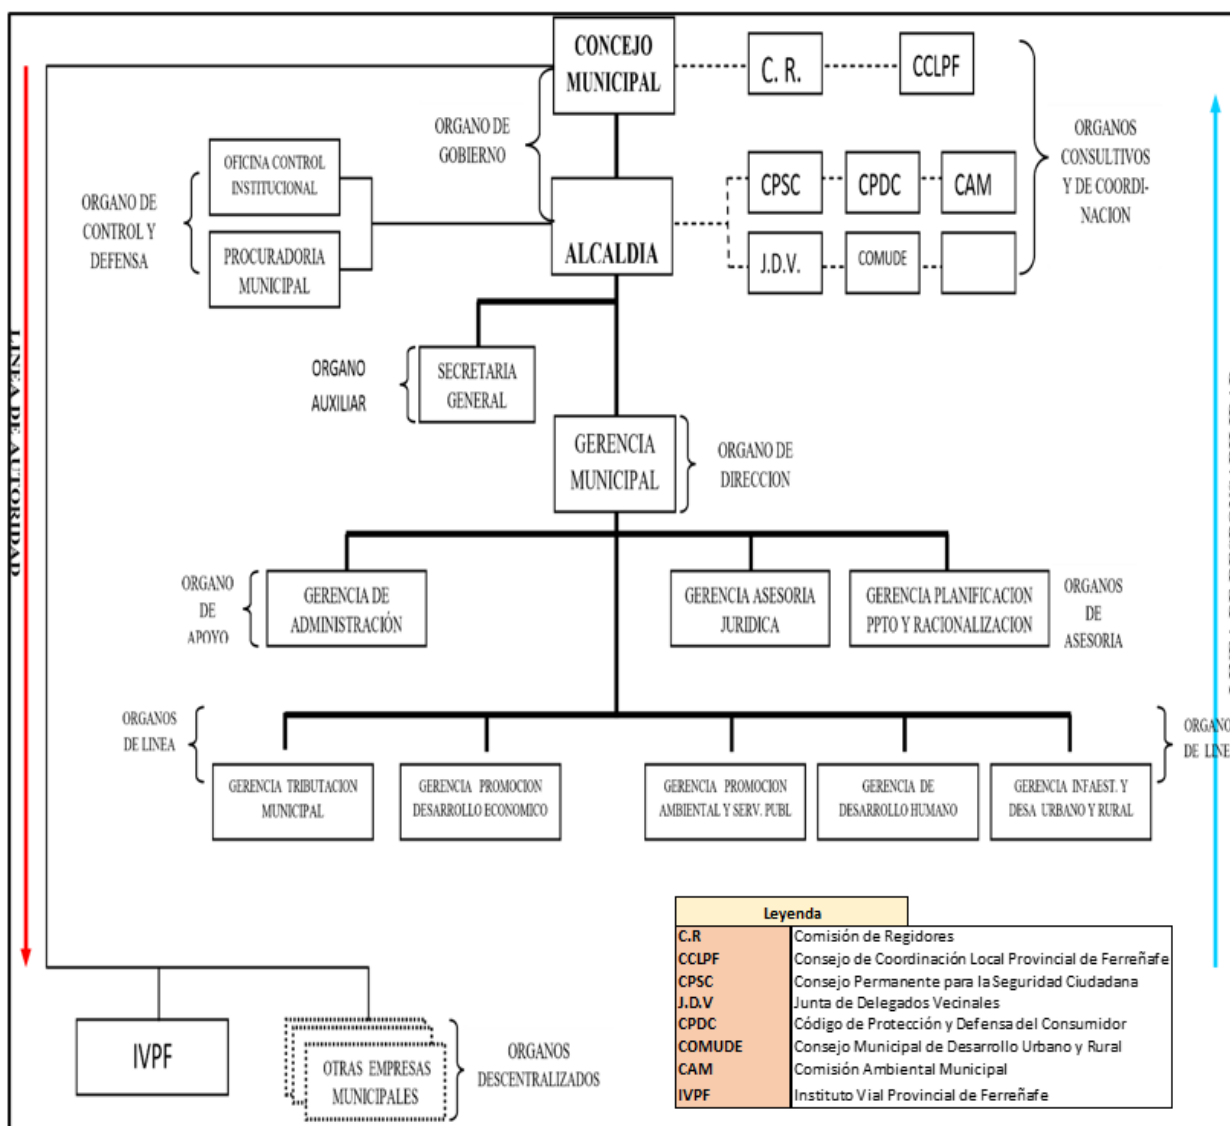 CONCEJO
MUNICIPAL
C. R.
CCLPF
ORGANO DE
GOBIERNO
ORGANOS
CONSULTIVOS
Y DE COORDI-
NACION
OFICINA CONTROL
INSTITUCIONAL
ORGANO DE
CONTROL Y
DEFENSA
PROCURADORIA
MUNICIPAL
ALCALDIA
CPSC
CPDC
CAM
J.D.V.
COMUDE
LINEA DE AUTORIDAD
ORGANO
AUXILIAR
SECRETARIA
GENERAL
GERENCIA
MUNICIPAL
ORGANO DE
DIRECCION
ORGANO
DE
APOYO
GERENCIA DE
ADMINISTRACIÓN
GERENCIA ASESORIA
JURIDICA
GERENCIA PLANIFICACION
PPTO Y RACIONALIZACION
ORGANOS
DE
ASESORIA
ORGANOS
DE LINEA
ORGANO
DE LINE
GERENCIA TRIBUTACION
MUNICIPAL
GERENCIA PROMOCION
DESARROLLO ECONOMICO
GERENCIA PROMOCION
AMBIENTAL Y SERV. PUBL
GERENCIA DE
DESARROLLO HUMANO
GERENCIA INFAEST. Y
DESA URBANO Y RURAL
IVPF
OTRAS EMPRESAS
MUNICIPALES
ORGANOS
DESCENTRALIZADOS
Leyenda
C.R Comisión de Regidores
CCLPF Consejo de Coordinación Local Provincial de Ferreñafe
CPSC Consejo Permanente para la Seguridad Ciudadana
J.D.V Junta de Delegados Vecinales
CPDC Código de Protección y Defensa del Consumidor
COMUDE Consejo Municipal de Desarrollo Urbano y Rural
CAM Comisión Ambiental Municipal
IVPF Instituto Vial Provincial de Ferreñafe